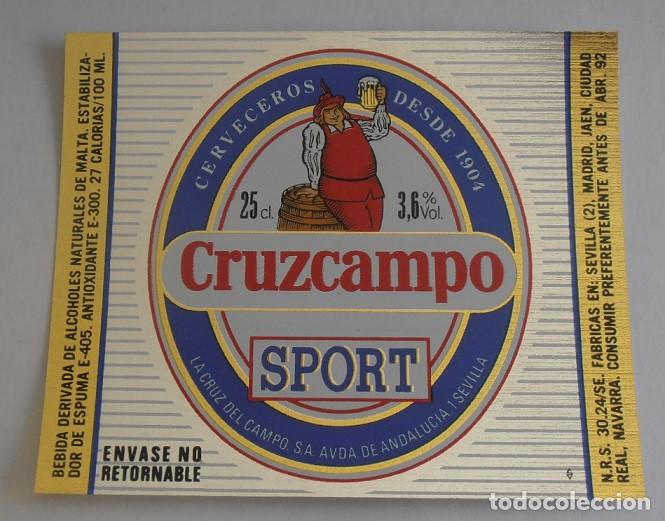 BEBIDA DERIVADA DE ALCOHOLES NATURALES DE MALTA. ESTABILIZA-
DOR DE ESPUMA E-405. ANTIOXIDANTE E-300. 27 CALORIAS/100 ML.
CERVECEROS DESDE 1904
25 cl.
3,6% Vol.
Cruzcampo
SPORT
LA CRUZ DEL CAMPO, S.A. AVDA DE ANDALUCIA 1 SEVILLA
ENVASE NO
RETORNABLE
N.R.S. 30.24/SE. FABRICAS EN: SEVILLA (2), MADRID, JAEN, CIUDAD
REAL, NAVARRA. CONSUMIR PREFERENTEMENTE ANTES DE ABR. 92
todocoleccion